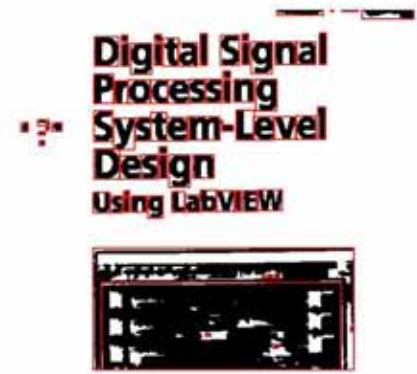 Digital Signal
Processing
System-Level
Design
Using LabVIEW